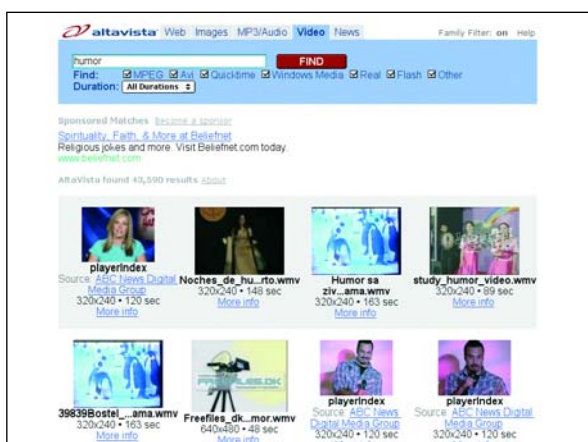 altavista Web Images MP3/Audio Video News Family Filter: on Help
humor FIND
Find: MPEG Avi Quicktime Windows Media Real Flash Other
Duration: All Durations
Sponsored Matches Become a sponsor
Spirituality, Faith, & More at Beliefnet
Religious jokes and more. Visit Beliefnet.com today.
www.beliefnet.com
AltaVista found 43,590 results About
playerIndex
Source: ABC News Digital
Media Group
320x240 • 120 sec
More info
Noches_de_hu...rto.wmv
320x240 • 148 sec
More info
Humor sa
ziv...ama.wmv
320x240 • 163 sec
More info
study_humor_video.wmv
320x240 • 89 sec
More info
39839Bostel_...ama.wmv
320x240 • 163 sec
More info
FREEFILES.DK
Freefiles_dk...mor.wmv
640x480 • 48 sec
More info
playerIndex
Source: ABC News
Digital Media Group
320x240 • 120 sec
playerIndex
Source: ABC News Digital
Media Group
320x240 • 120 sec